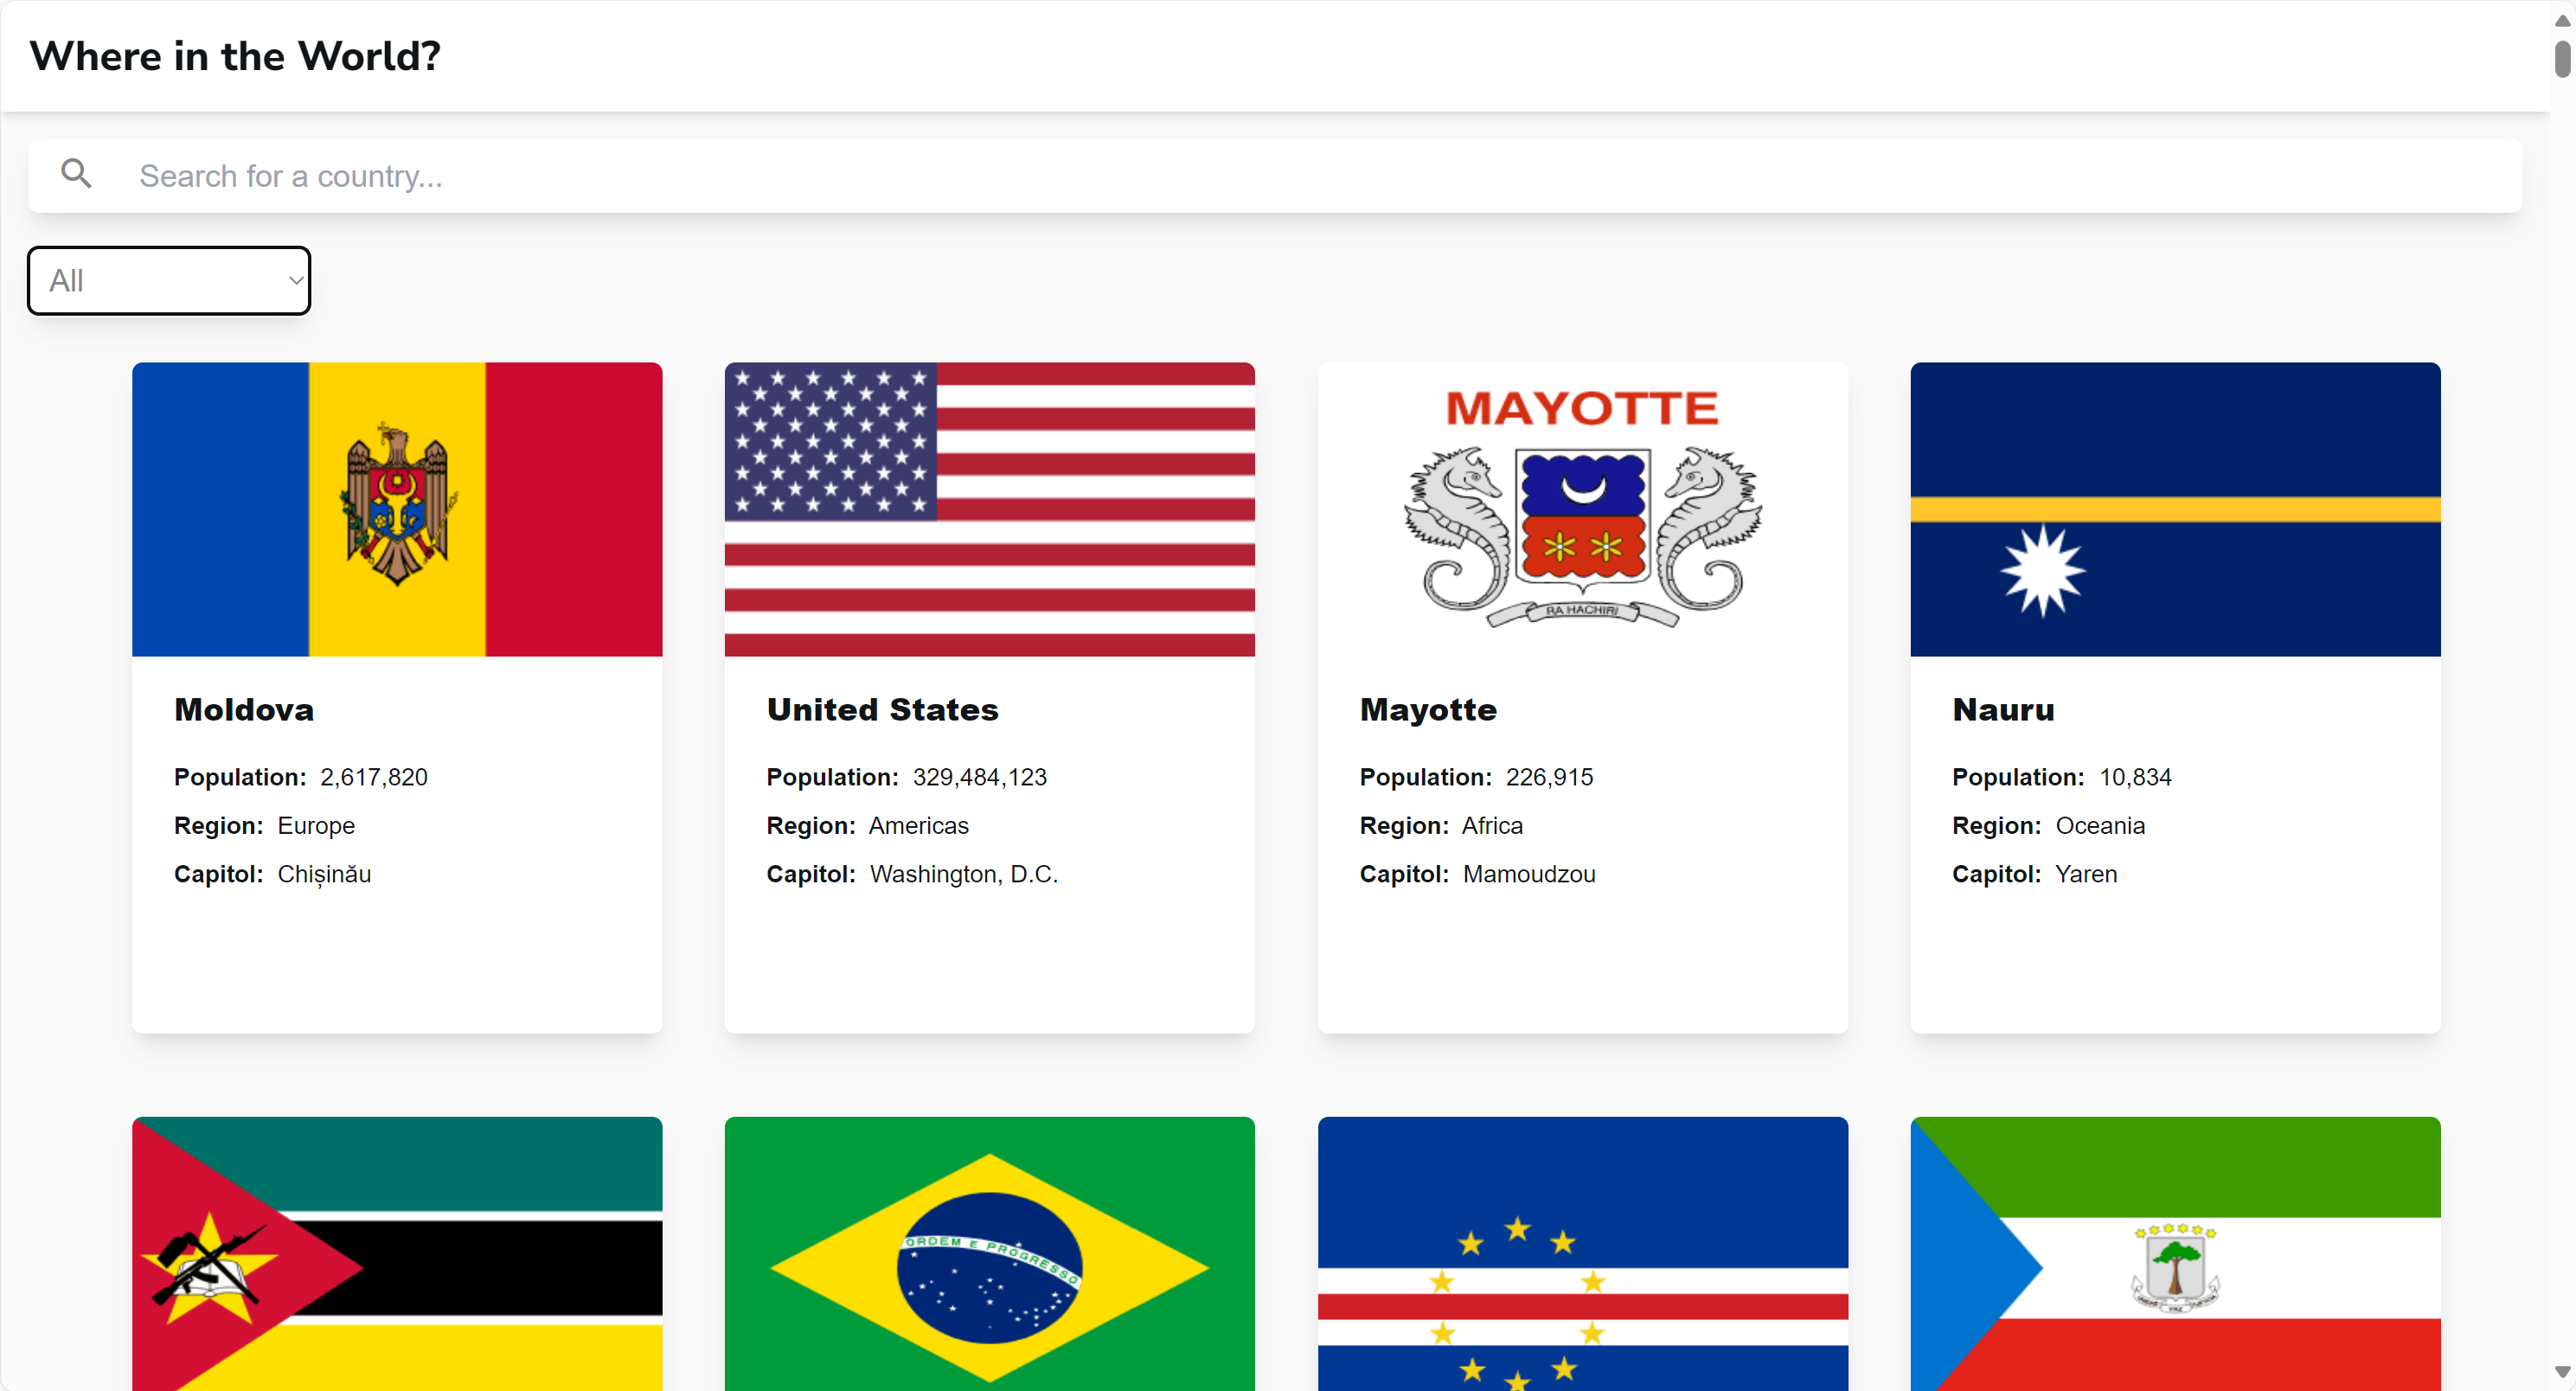 Where in the World?
Search for a country...
All
MAYOTTE
RA HACHIRI
Moldova
Population: 2,617,820
Region: Europe
Capitol: Chișinău
United States
Population: 329,484,123
Region: Americas
Capitol: Washington, D.C.
Mayotte
Population: 226,915
Region: Africa
Capitol: Mamoudzou
Nauru
Population: 10,834
Region: Oceania
Capitol: Yaren
ORDEM E PROGRESSO